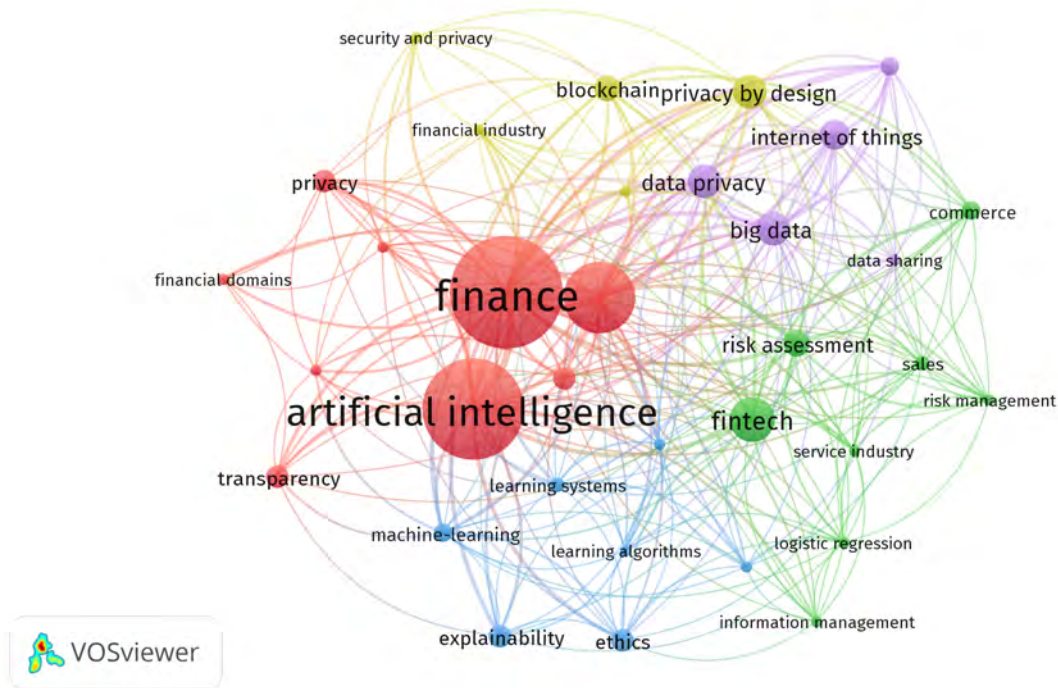 security and privacy
blockchain
privacy by design
financial industry
internet of things
privacy
data privacy
commerce
big data
data sharing
financial domains
finance
risk assessment
sales
risk management
artificial intelligence
fintech
service industry
transparency
learning systems
machine-learning
learning algorithms
logistic regression
information management
explainability
ethics
VOSviewer